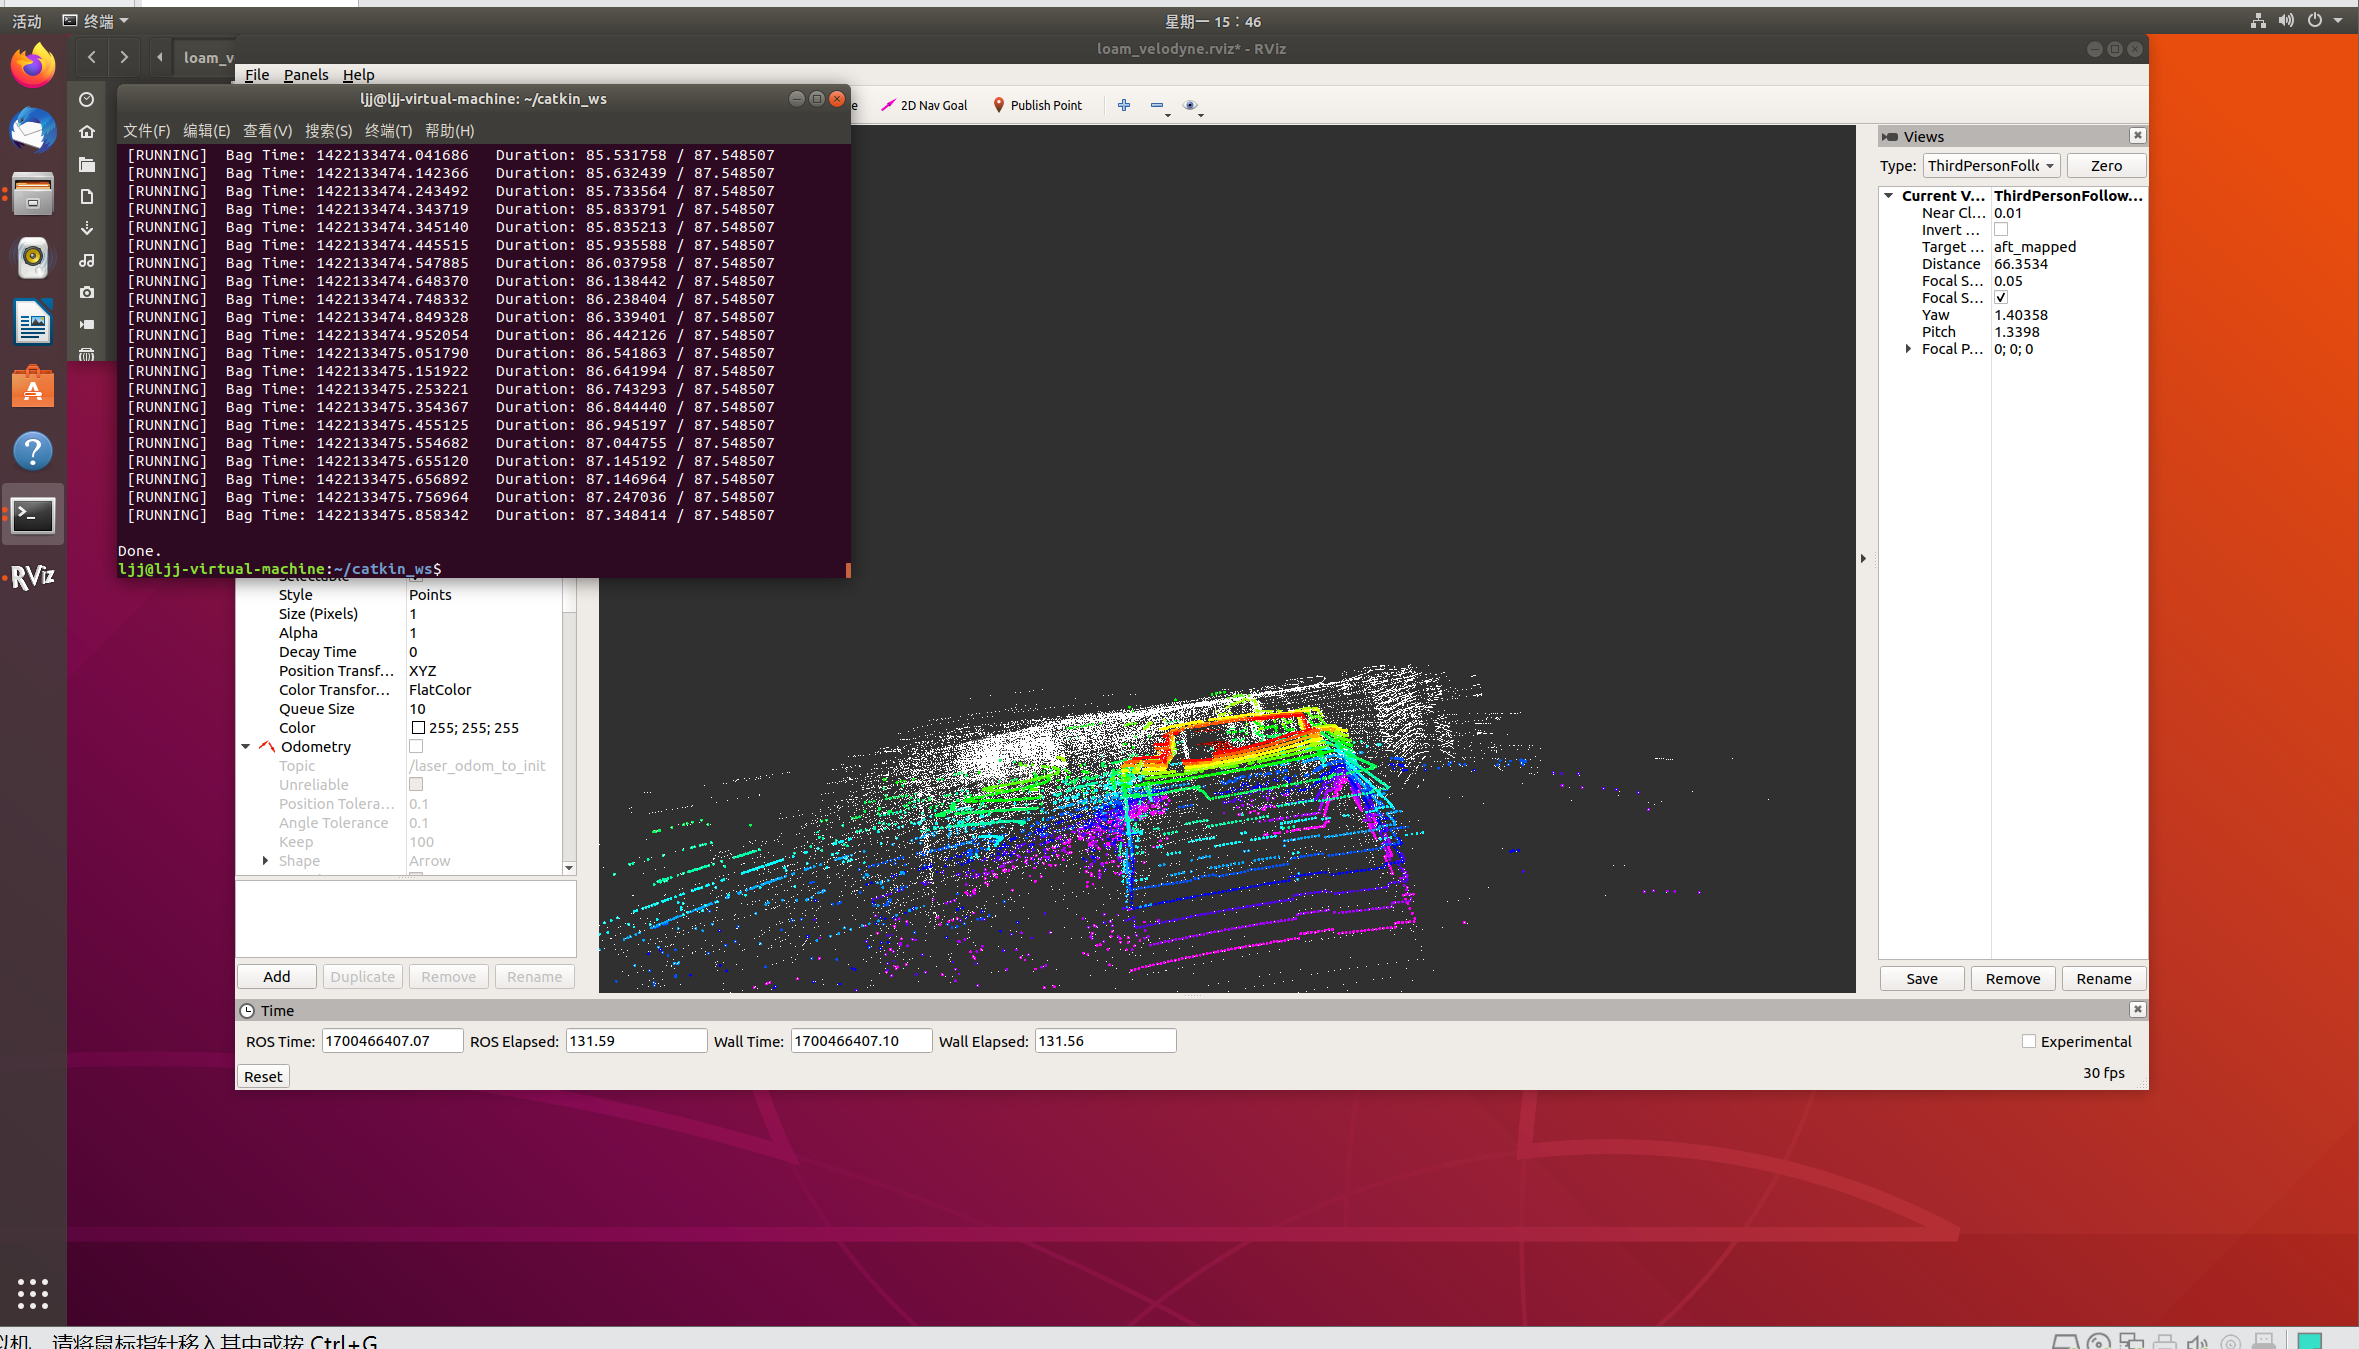 活动
终端
星期一 15：46
loam_v
loam_velodyne.rviz* - RViz
File Panels Help
ljj@ljj-virtual-machine: ~/catkin_ws
2D Nav Goal
Publish Point
文件(F) 编辑(E) 查看(V) 搜索(S) 终端(T) 帮助(H)
[RUNNING] Bag Time: 1422133474.041686 Duration: 85.531758 / 87.548507
[RUNNING] Bag Time: 1422133474.142366 Duration: 85.632439 / 87.548507
[RUNNING] Bag Time: 1422133474.243492 Duration: 85.733564 / 87.548507
[RUNNING] Bag Time: 1422133474.343719 Duration: 85.833791 / 87.548507
[RUNNING] Bag Time: 1422133474.345140 Duration: 85.835213 / 87.548507
[RUNNING] Bag Time: 1422133474.445515 Duration: 85.935588 / 87.548507
[RUNNING] Bag Time: 1422133474.547885 Duration: 86.037958 / 87.548507
[RUNNING] Bag Time: 1422133474.648370 Duration: 86.138442 / 87.548507
[RUNNING] Bag Time: 1422133474.748332 Duration: 86.238404 / 87.548507
[RUNNING] Bag Time: 1422133474.849328 Duration: 86.339401 / 87.548507
[RUNNING] Bag Time: 1422133474.952054 Duration: 86.442126 / 87.548507
[RUNNING] Bag Time: 1422133475.051790 Duration: 86.541863 / 87.548507
[RUNNING] Bag Time: 1422133475.151922 Duration: 86.641994 / 87.548507
[RUNNING] Bag Time: 1422133475.253221 Duration: 86.743293 / 87.548507
[RUNNING] Bag Time: 1422133475.354367 Duration: 86.844440 / 87.548507
[RUNNING] Bag Time: 1422133475.455125 Duration: 86.945197 / 87.548507
[RUNNING] Bag Time: 1422133475.554682 Duration: 87.044755 / 87.548507
[RUNNING] Bag Time: 1422133475.655120 Duration: 87.145192 / 87.548507
[RUNNING] Bag Time: 1422133475.656892 Duration: 87.146964 / 87.548507
[RUNNING] Bag Time: 1422133475.756964 Duration: 87.247036 / 87.548507
[RUNNING] Bag Time: 1422133475.858342 Duration: 87.348414 / 87.548507
Done.
ljj@ljj-virtual-machine:~/catkin_ws$
RViz
Style Points
Size (Pixels) 1
Alpha 1
Decay Time 0
Position Transf... XYZ
Color Transfor... FlatColor
Queue Size 10
Color 255; 255; 255
Odometry
Topic /laser_odom_to_init
Unreliable
Position Tolera... 0.1
Angle Tolerance 0.1
Keep 100
Shape Arrow
Add Duplicate Remove Rename
Views
Type: ThirdPersonFoll Zero
Current V... ThirdPersonFollow...
Near Cl... 0.01
Invert ...
Target ... aft_mapped
Distance 66.3534
Focal S... 0.05
Focal S...
Yaw 1.40358
Pitch 1.3398
Focal P... 0; 0; 0
Save Remove Rename
Time
ROS Time: 1700466407.07 ROS Elapsed: 131.59 Wall Time: 1700466407.10 Wall Elapsed: 131.56 Experimental
Reset
30 fps
机，请将鼠标指针移入其中或按 Ctrl+G